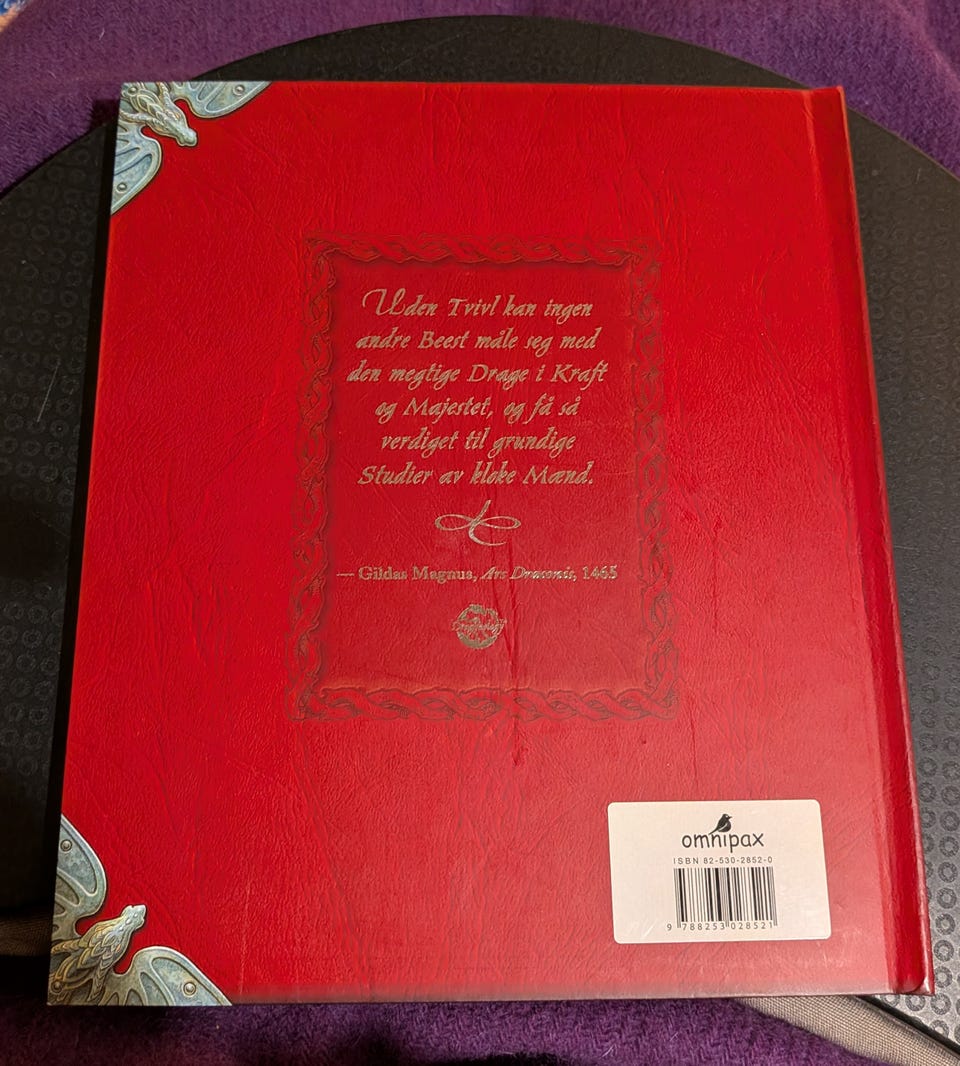 Uden Tvivl kan ingen
andre Beest måle seg med
den megtige Drage i Kraft
og Majestet, og få så
verdiget til grundige
Studier av kloke Mænd.
— Gildas Magnus, Ars Draconis, 1465
Dragonology
omnipax
ISBN 82-530-2852-0
9 788253 028521